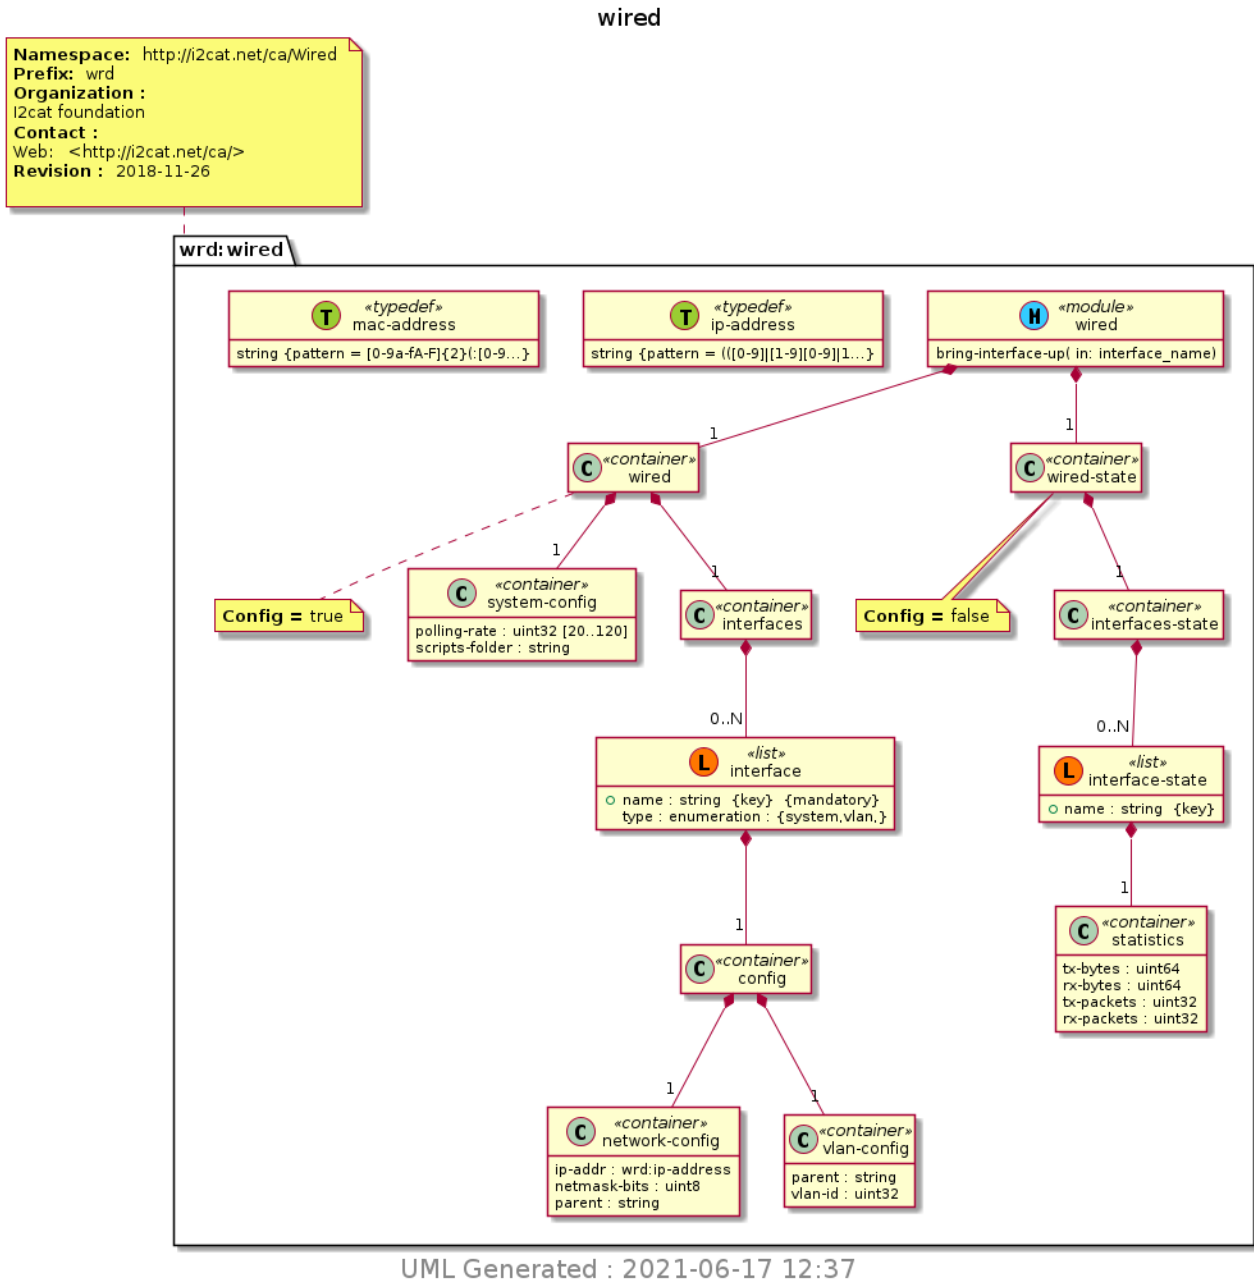 wired
Namespace: http://i2cat.net/ca/Wired
Prefix: wrd
Organization :
I2cat foundation
Contact :
Web: <http://i2cat.net/ca/>
Revision : 2018-11-26
wrd:wired
T «typedef»
mac-address
string {pattern = [0-9a-fA-F]{2}(:[0-9...}
T «typedef»
ip-address
string {pattern = (([0-9]|[1-9][0-9]|1...}
M «module»
wired
bring-interface-up( in: interface_name)
1
1
C «container»
wired
C «container»
wired-state
1
1
1
Config = true
C «container»
system-config
polling-rate : uint32 [20..120]
scripts-folder : string
C «container»
interfaces
Config = false
C «container»
interfaces-state
0..N
0..N
L «list»
interface
name : string {key} {mandatory}
type : enumeration : {system,vlan,}
L «list»
interface-state
name : string {key}
1
1
C «container»
config
C «container»
statistics
tx-bytes : uint64
rx-bytes : uint64
tx-packets : uint32
rx-packets : uint32
1
1
C «container»
network-config
ip-addr : wrd:ip-address
netmask-bits : uint8
parent : string
C «container»
vlan-config
parent : string
vlan-id : uint32
UML Generated : 2021-06-17 12:37